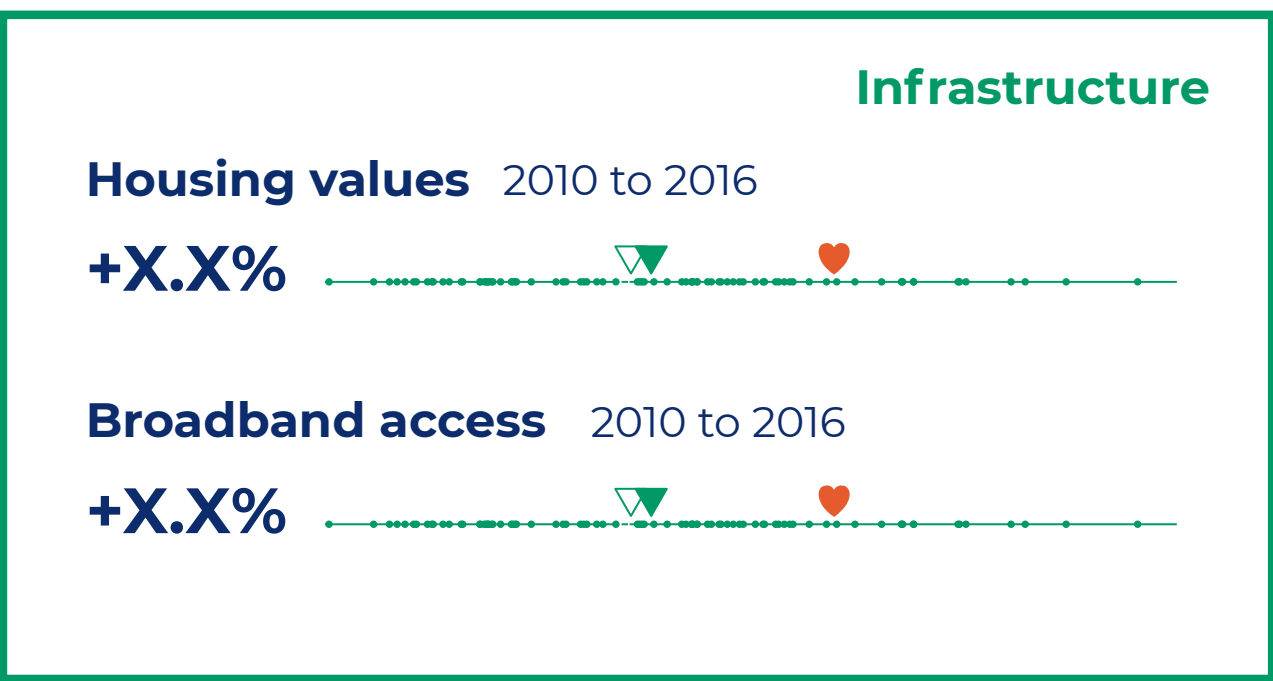 Infrastructure
Housing values 2010 to 2016
+X.X%
Broadband access 2010 to 2016
+X.X%